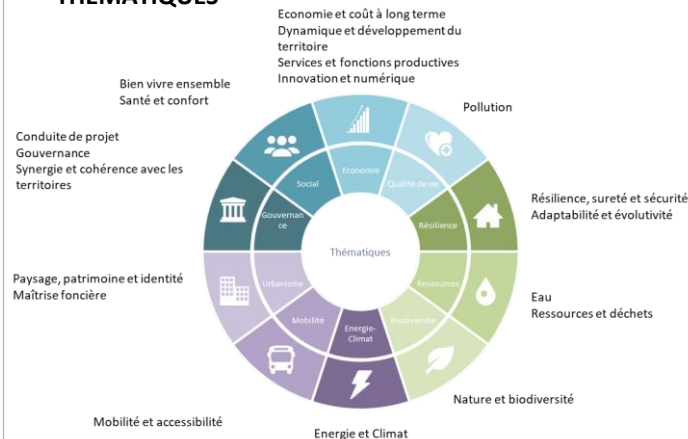 THÉMATIQUES
Economie et coût à long terme
Dynamique et développement du
territoire
Services et fonctions productives
Innovation et numérique
Bien vivre ensemble
Santé et confort
Pollution
Conduite de projet
Gouvernance
Synergie et cohérence avec les
territoires
Résilience, sureté et sécurité
Adaptabilité et évolutivité
Paysage, patrimoine et identité
Maîtrise foncière
Eau
Ressources et déchets
Mobilité et accessibilité
Nature et biodiversité
Energie et Climat
Economie
Qualité de vie
Résilience
Ressources
Biodiversité
Energie-
Climat
Mobilité
Urbanisme
Gouvernan
ce
Social
Thématiques